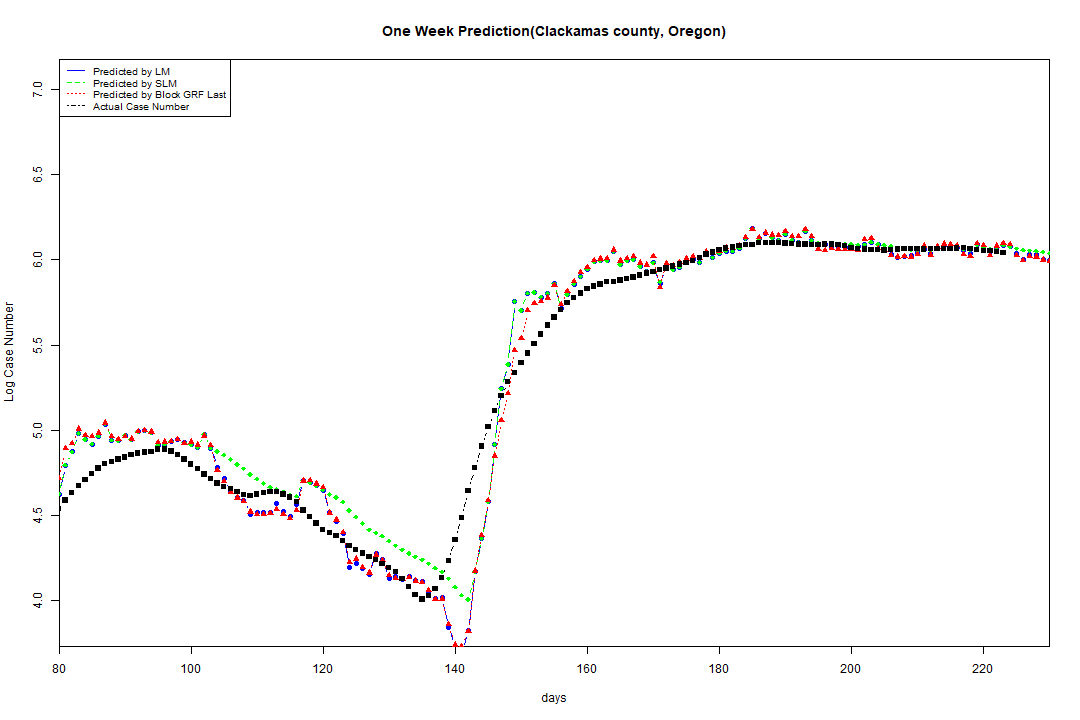 One Week Prediction(Clackamas county, Oregon)
Predicted by LM
Predicted by SLM
Predicted by Block GRF Last
Actual Case Number
7.0
6.5
6.0
5.5
5.0
4.5
4.0
Log Case Number
80 100 120 140 160 180 200 220
days